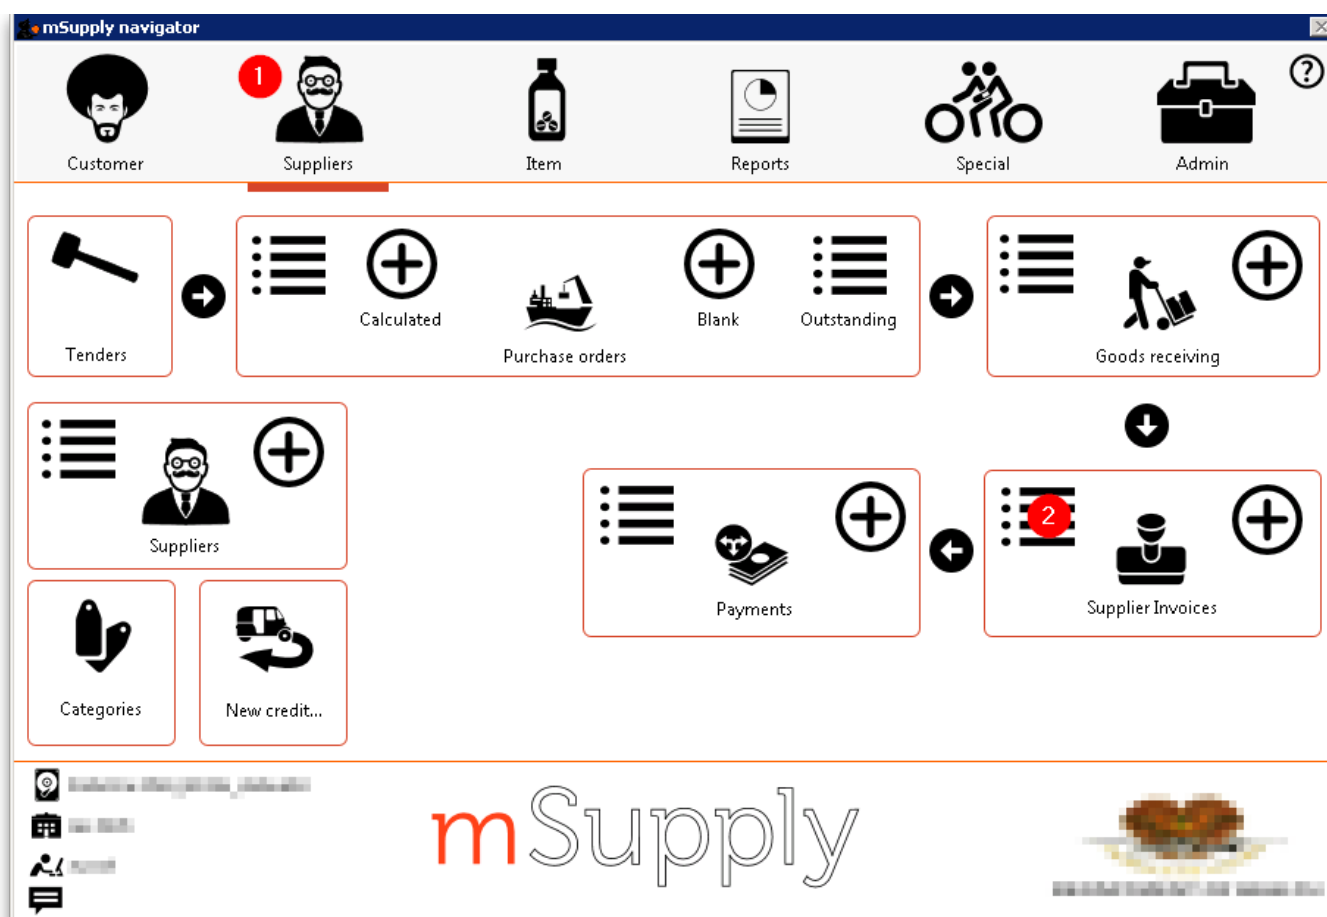 mSupply navigator
1
Customer
Suppliers
Item
Reports
Special
Admin
?
Calculated
Blank
Outstanding
Tenders
Purchase orders
Goods receiving
2
Suppliers
Payments
Supplier Invoices
Categories
New credit...
mSupply